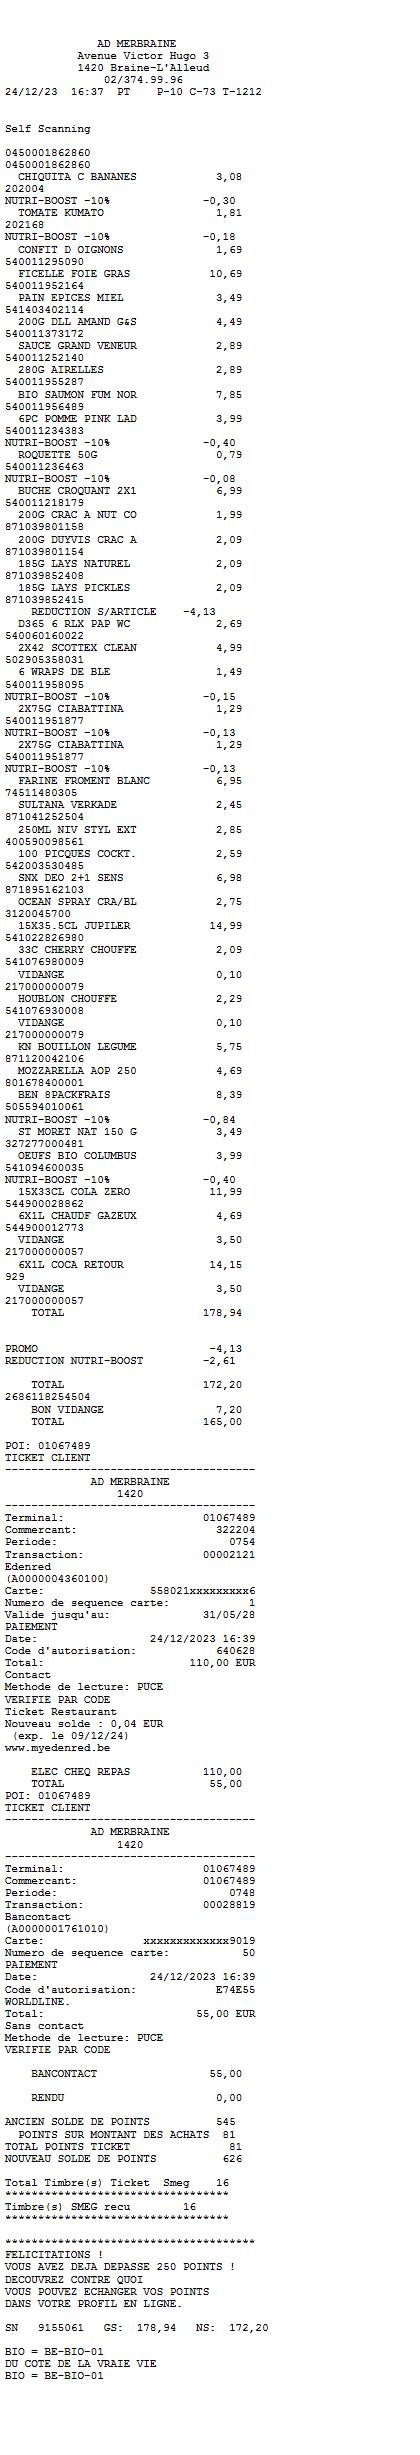 AD MERBRAINE
Avenue Victor Hugo 3
1420 Braine-L'Alleud
02/374.99.96
24/12/23 16:37 PT P-10 C-73 T-1212
Self Scanning
0450001862860
0450001862860
CHIQUITA C BANANES 3,08
202004
NUTRI-BOOST -10% -0,30
TOMATE KUMATO 1,81
202168
NUTRI-BOOST -10% -0,18
CONFIT D OIGNONS 1,69
540011295090
FICELLE FOIE GRAS 10,69
540011952164
PAIN EPICES MIEL 3,49
541403402114
200G DLL AMAND G&S 4,49
540011373172
SAUCE GRAND VENEUR 2,89
540011252140
280G AIRELLES 2,89
540011955287
BIO SAUMON FUM NOR 7,85
540011956489
6PC POMME PINK LAD 3,99
540011234383
NUTRI-BOOST -10% -0,40
ROQUETTE 50G 0,79
540011236463
NUTRI-BOOST -10% -0,08
BUCHE CROQUANT 2X1 6,99
540011218179
200G CRAC A NUT CO 1,99
871039801158
200G DUYVIS CRAC A 2,09
871039801154
185G LAYS NATUREL 2,09
871039852408
185G LAYS PICKLES 2,09
871039852415
REDUCTION S/ARTICLE -4,13
D365 6 RLX PAP WC 2,69
540060160022
2X42 SCOTTEX CLEAN 4,99
502905358031
6 WRAPS DE BLE 1,49
540011958095
NUTRI-BOOST -10% -0,15
2X75G CIABATTINA 1,29
540011951877
NUTRI-BOOST -10% -0,13
2X75G CIABATTINA 1,29
540011951877
NUTRI-BOOST -10% -0,13
FARINE FROMENT BLANC 6,95
74511480305
SULTANA VERKADE 2,45
871041252504
250ML NIV STYL EXT 2,85
400590098561
100 PICQUES COCKT. 2,59
542003530485
SNX DEO 2+1 SENS 6,98
871895162103
OCEAN SPRAY CRA/BL 2,75
3120045700
15X35.5CL JUPILER 14,99
541022826980
33C CHERRY CHOUFFE 2,09
541076980009
VIDANGE 0,10
217000000079
HOUBLON CHOUFFE 2,29
541076930008
VIDANGE 0,10
217000000079
KN BOUILLON LEGUME 5,75
871120042106
MOZZARELLA AOP 250 4,69
801678400001
BEN 8PACKFRAIS 8,39
505594010061
NUTRI-BOOST -10% -0,84
ST MORET NAT 150 G 3,49
327277000481
OEUFS BIO COLUMBUS 3,99
541094600035
NUTRI-BOOST -10% -0,40
15X33CL COLA ZERO 11,99
544900028862
6X1L CHAUDF GAZEUX 4,69
544900012773
VIDANGE 3,50
217000000057
6X1L COCA RETOUR 14,15
929
VIDANGE 3,50
217000000057
TOTAL 178,94
PROMO -4,13
REDUCTION NUTRI-BOOST -2,61
TOTAL 172,20
2686118254504
BON VIDANGE 7,20
TOTAL 165,00
POI: 01067489
TICKET CLIENT
--------------------------------------
AD MERBRAINE
1420
--------------------------------------
Terminal: 01067489
Commercant: 322204
Periode: 0754
Transaction: 00002121
Edenred
(A0000004360100)
Carte: 558021xxxxxxxxx6
Numero de sequence carte: 1
Valide jusqu'au: 31/05/28
PAIEMENT
Date: 24/12/2023 16:39
Code d'autorisation: 640628
Total: 110,00 EUR
Contact
Methode de lecture: PUCE
VERIFIE PAR CODE
Ticket Restaurant
Nouveau solde : 0,04 EUR
(exp. le 09/12/24)
www.myedenred.be
ELEC CHEQ REPAS 110,00
TOTAL 55,00
POI: 01067489
TICKET CLIENT
--------------------------------------
AD MERBRAINE
1420
--------------------------------------
Terminal: 01067489
Commercant: 01067489
Periode: 0748
Transaction: 00028819
Bancontact
(A0000001761010)
Carte: xxxxxxxxxxxxx9019
Numero de sequence carte: 50
PAIEMENT
Date: 24/12/2023 16:39
Code d'autorisation: E74E55
WORLDLINE.
Total: 55,00 EUR
Sans contact
Methode de lecture: PUCE
VERIFIE PAR CODE
BANCONTACT 55,00
RENDU 0,00
ANCIEN SOLDE DE POINTS 545
POINTS SUR MONTANT DES ACHATS 81
TOTAL POINTS TICKET 81
NOUVEAU SOLDE DE POINTS 626
Total Timbre(s) Ticket Smeg 16
**********************************
Timbre(s) SMEG recu 16
**********************************
**************************************
FELICITATIONS !
VOUS AVEZ DEJA DEPASSE 250 POINTS !
DECOUVREZ CONTRE QUOI
VOUS POUVEZ ECHANGER VOS POINTS
DANS VOTRE PROFIL EN LIGNE.
SN 9155061 GS: 178,94 NS: 172,20
BIO = BE-BIO-01
DU COTE DE LA VRAIE VIE
BIO = BE-BIO-01